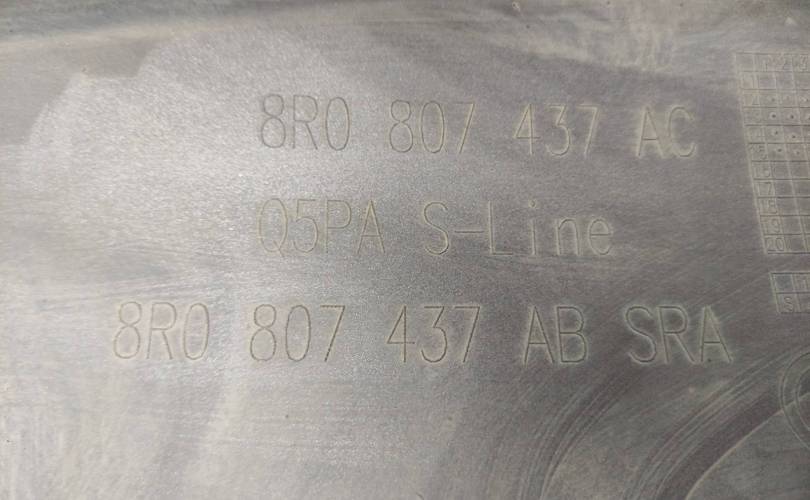 8R0 807 437 AC
Q5PA S-Line
8R0 807 437 AB SRA